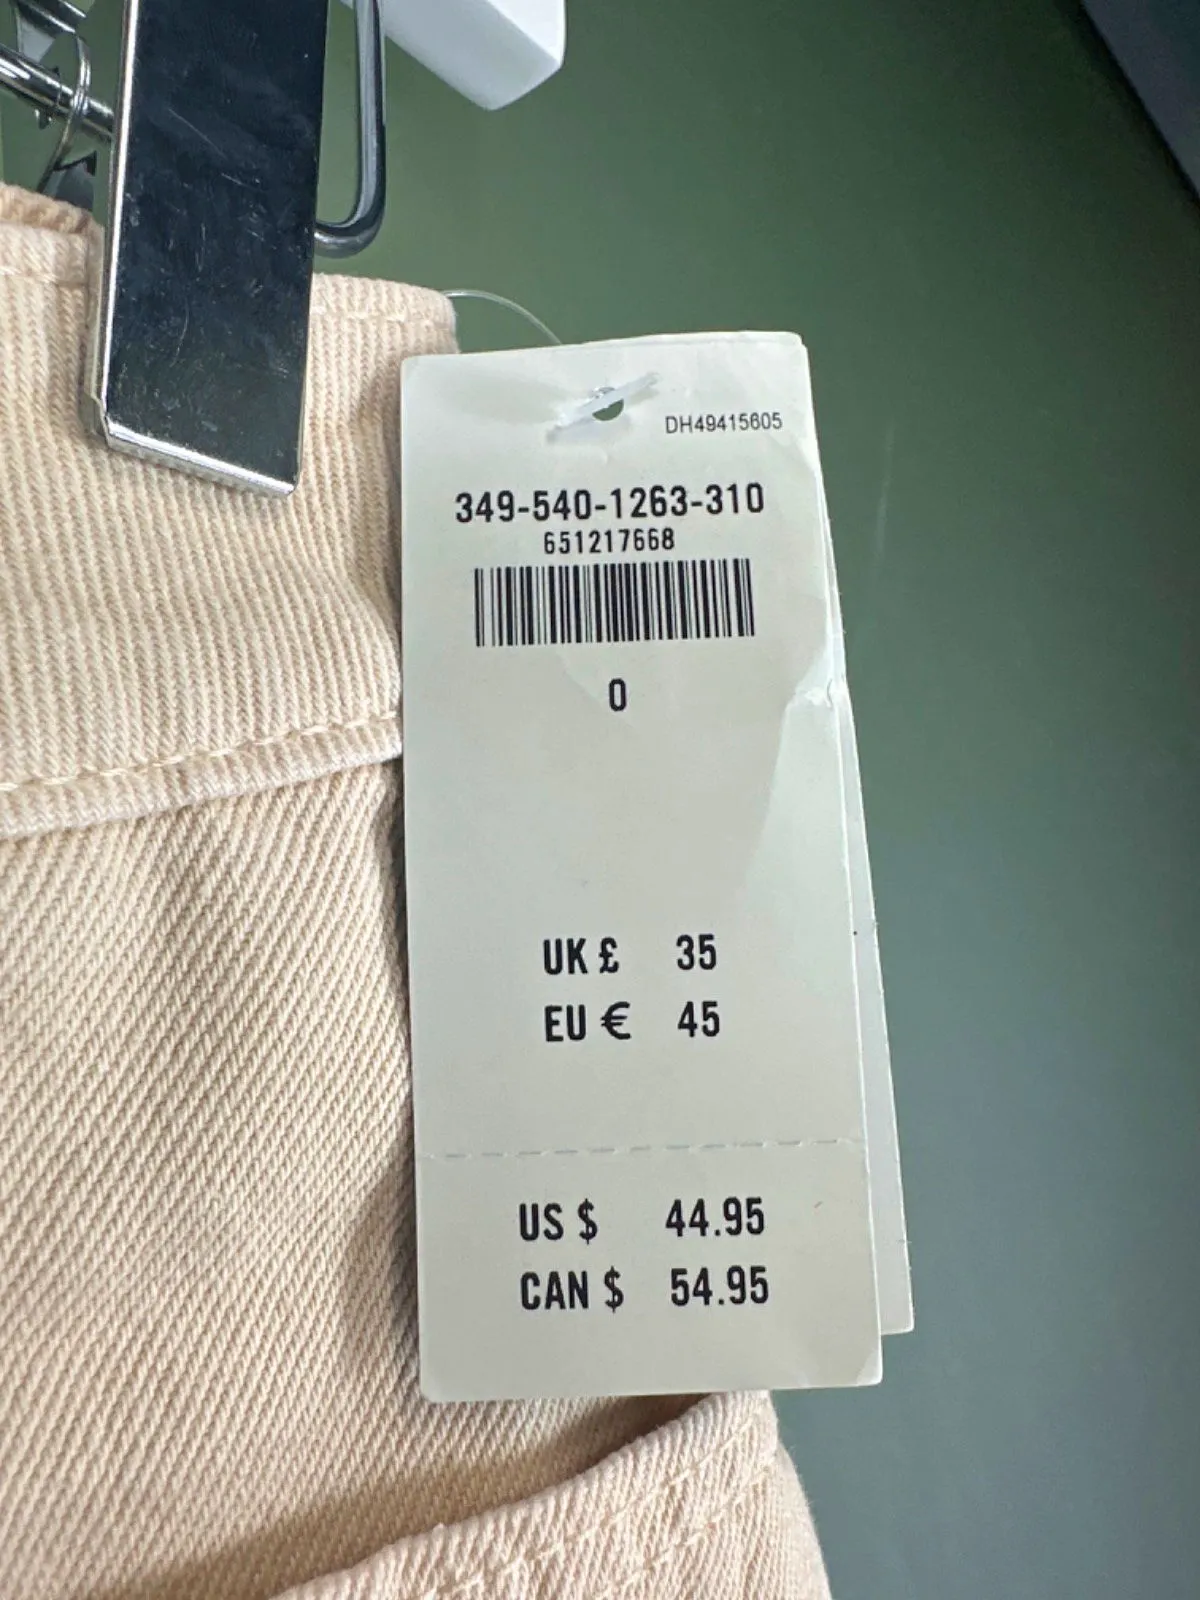 DH49415605
349-540-1263-310
651217668
0
UK £ 35
EU € 45
US $ 44.95
CAN $ 54.95